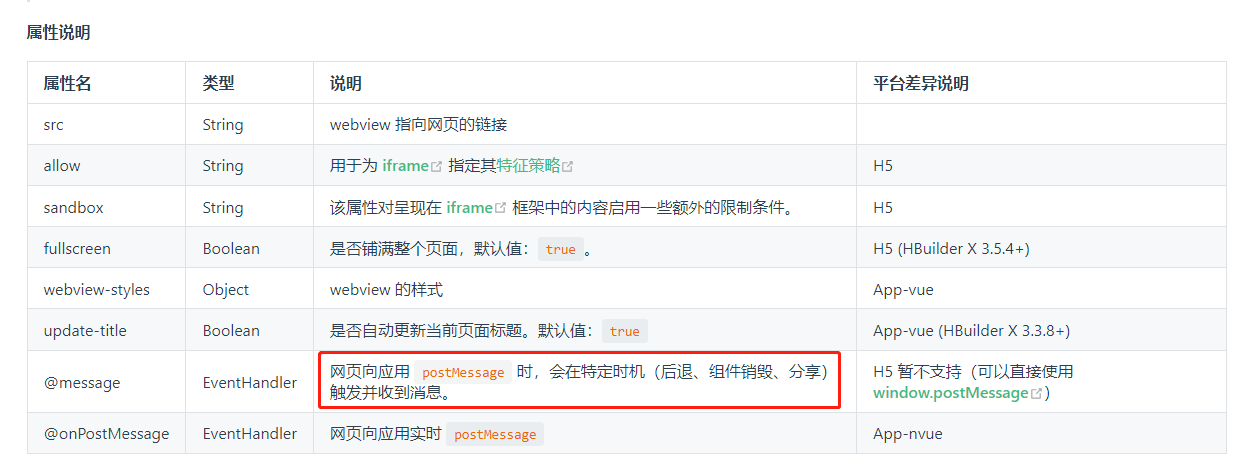 属性说明
属性名 类型 说明 平台差异说明
src String webview 指向网页的链接
allow String 用于为 iframe 指定其特征策略 H5
sandbox String 该属性对呈现在 iframe 框架中的内容启用一些额外的限制条件。 H5
fullscreen Boolean 是否铺满整个页面，默认值： true 。 H5 (HBuilder X 3.5.4+)
webview-styles Object webview 的样式 App-vue
update-title Boolean 是否自动更新当前页面标题。默认值： true App-vue (HBuilder X 3.3.8+)
@message EventHandler 网页向应用 postMessage 时，会在特定时机（后退、组件销毁、分享）
触发并收到消息。
H5 暂不支持（可以直接使用
window.postMessage）
@onPostMessage EventHandler 网页向应用实时 postMessage App-nvue